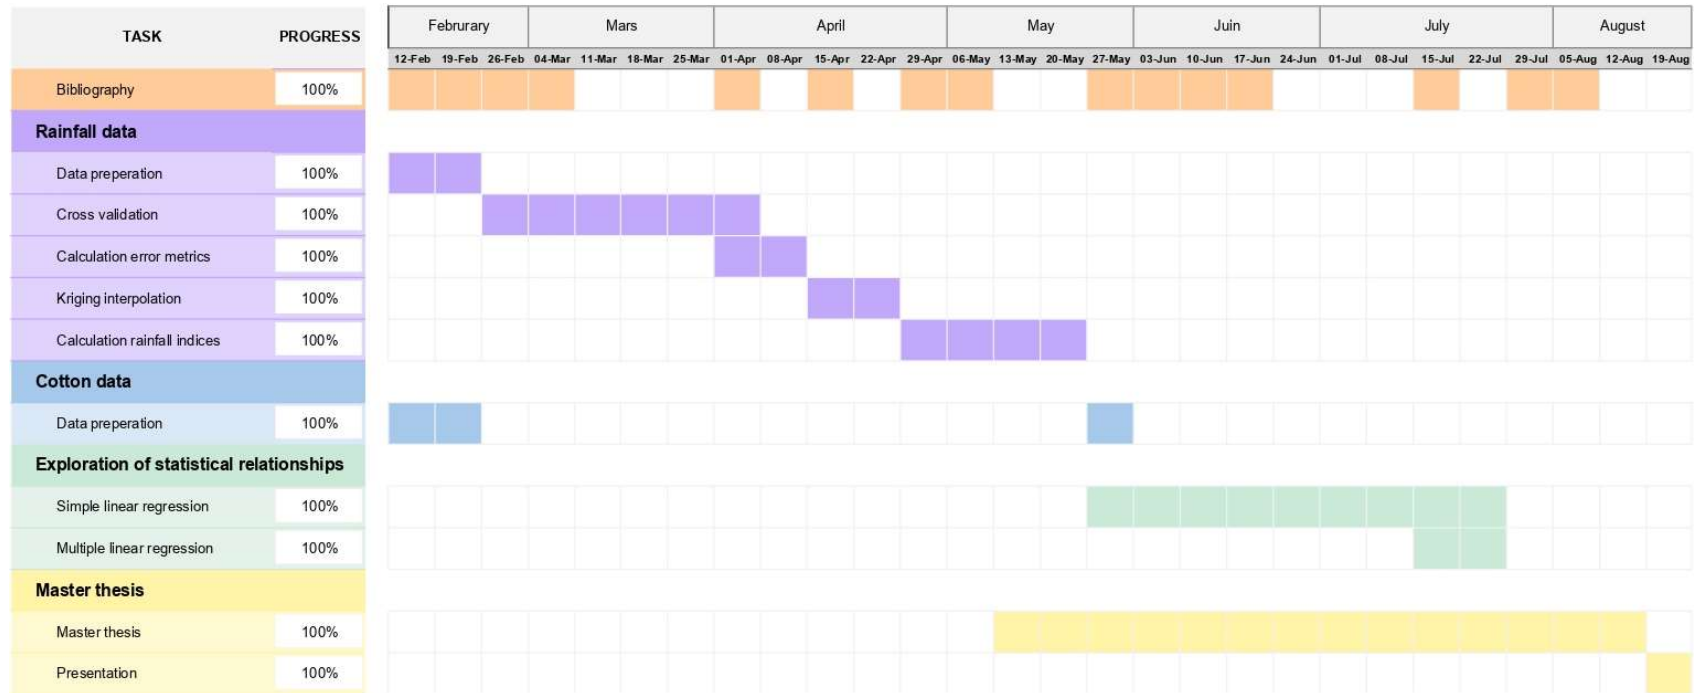 TASK PROGRESS Februrary Mars April May Juin July August
12-Feb 19-Feb 26-Feb 04-Mar 11-Mar 18-Mar 25-Mar 01-Apr 08-Apr 15-Apr 22-Apr 29-Apr 06-May 13-May 20-May 27-May 03-Jun 10-Jun 17-Jun 24-Jun 01-Jul 08-Jul 15-Jul 22-Jul 29-Jul 05-Aug 12-Aug 19-Aug
Bibliography 100%
Rainfall data
Data preperation 100%
Cross validation 100%
Calculation error metrics 100%
Kriging interpolation 100%
Calculation rainfall indices 100%
Cotton data
Data preperation 100%
Exploration of statistical relationships
Simple linear regression 100%
Multiple linear regression 100%
Master thesis
Master thesis 100%
Presentation 100%